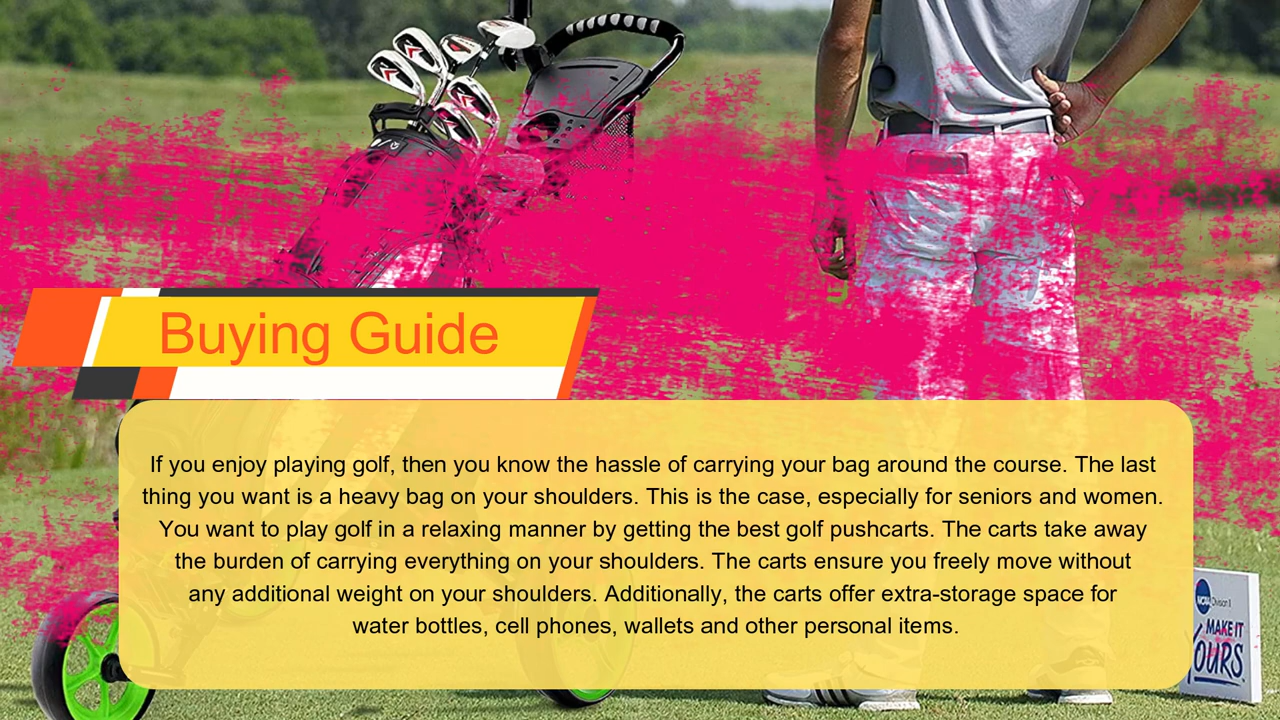 Buying Guide
If you enjoy playing golf, then you know the hassle of carrying your bag around the course. The last
thing you want is a heavy bag on your shoulders. This is the case, especially for seniors and women.
You want to play golf in a relaxing manner by getting the best golf pushcarts. The carts take away
the burden of carrying everything on your shoulders. The carts ensure you freely move without
any additional weight on your shoulders. Additionally, the carts offer extra-storage space for
water bottles, cell phones, wallets and other personal items.
NCAA Division II
MAKE IT
YOURS